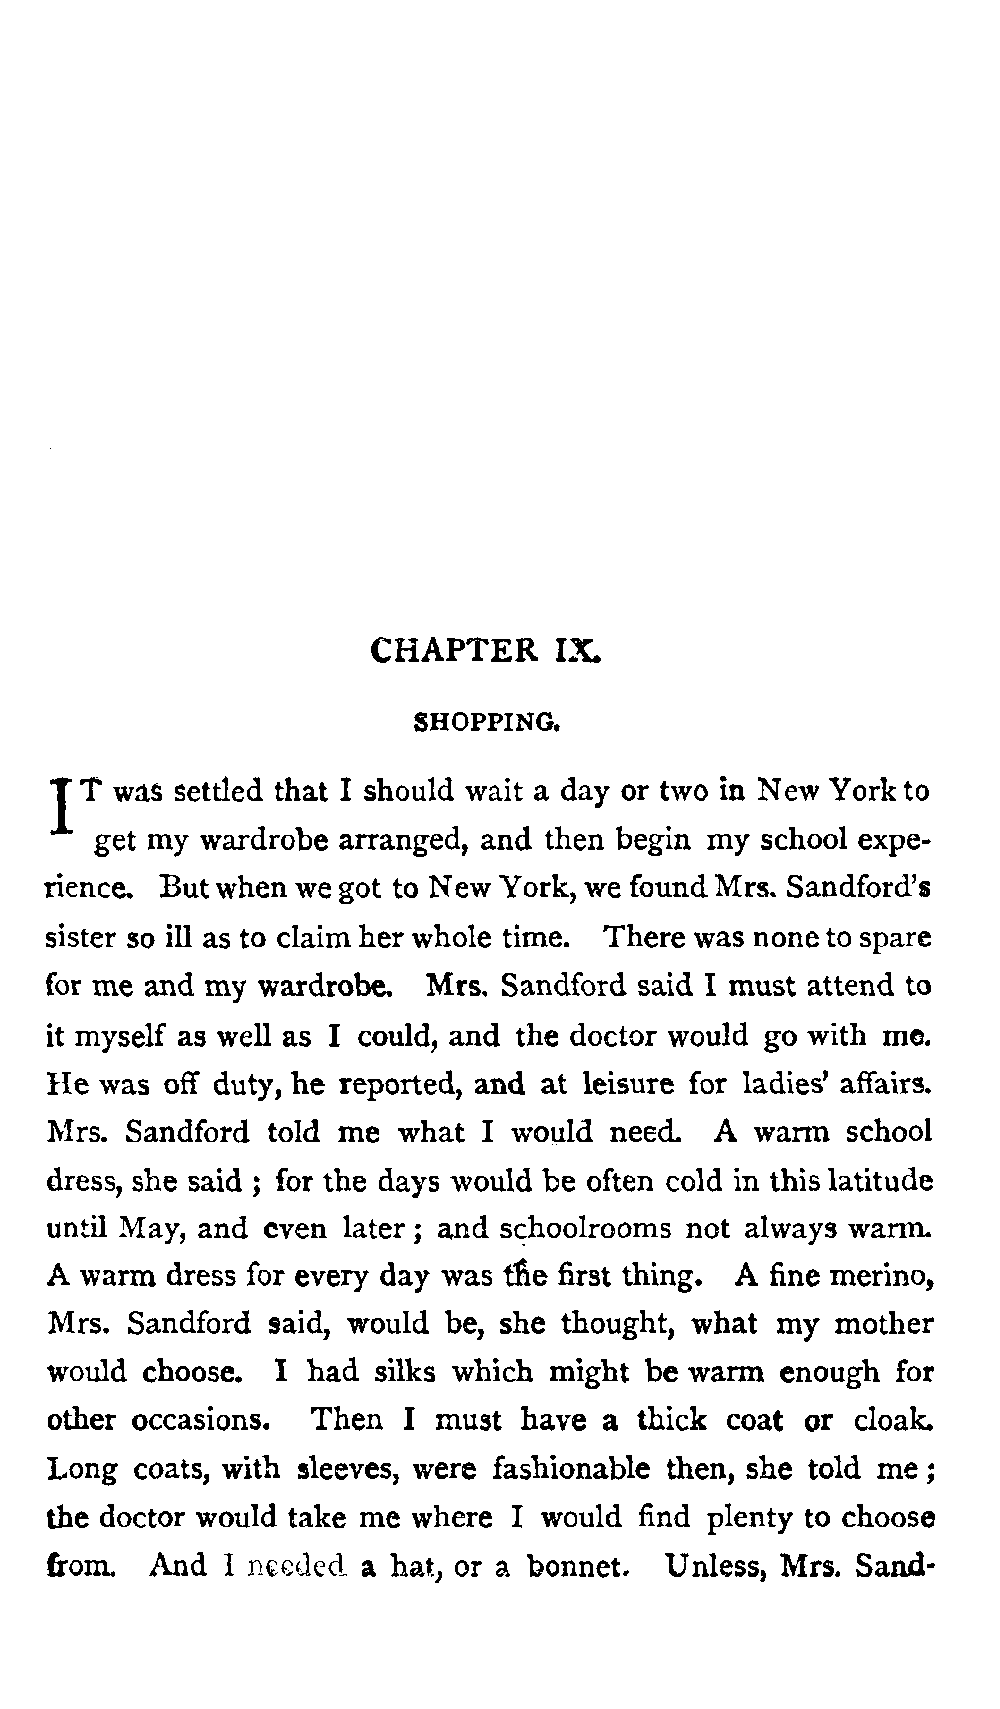 CHAPTER IX.
SHOPPING.
IT was settled that I should wait a day or two in New York to
get my wardrobe arranged, and then begin my school expe-
rience. But when we got to New York, we found Mrs. Sandford's
sister so ill as to claim her whole time. There was none to spare
for me and my wardrobe. Mrs. Sandford said I must attend to
it myself as well as I could, and the doctor would go with me.
He was off duty, he reported, and at leisure for ladies' affairs.
Mrs. Sandford told me what I would need. A warm school
dress, she said ; for the days would be often cold in this latitude
until May, and even later ; and schoolrooms not always warm.
A warm dress for every day was the first thing. A fine merino,
Mrs. Sandford said, would be, she thought, what my mother
would choose. I had silks which might be warm enough for
other occasions. Then I must have a thick coat or cloak.
Long coats, with sleeves, were fashionable then, she told me ;
the doctor would take me where I would find plenty to choose
from. And I needed a hat, or a bonnet. Unless, Mrs. Sand-